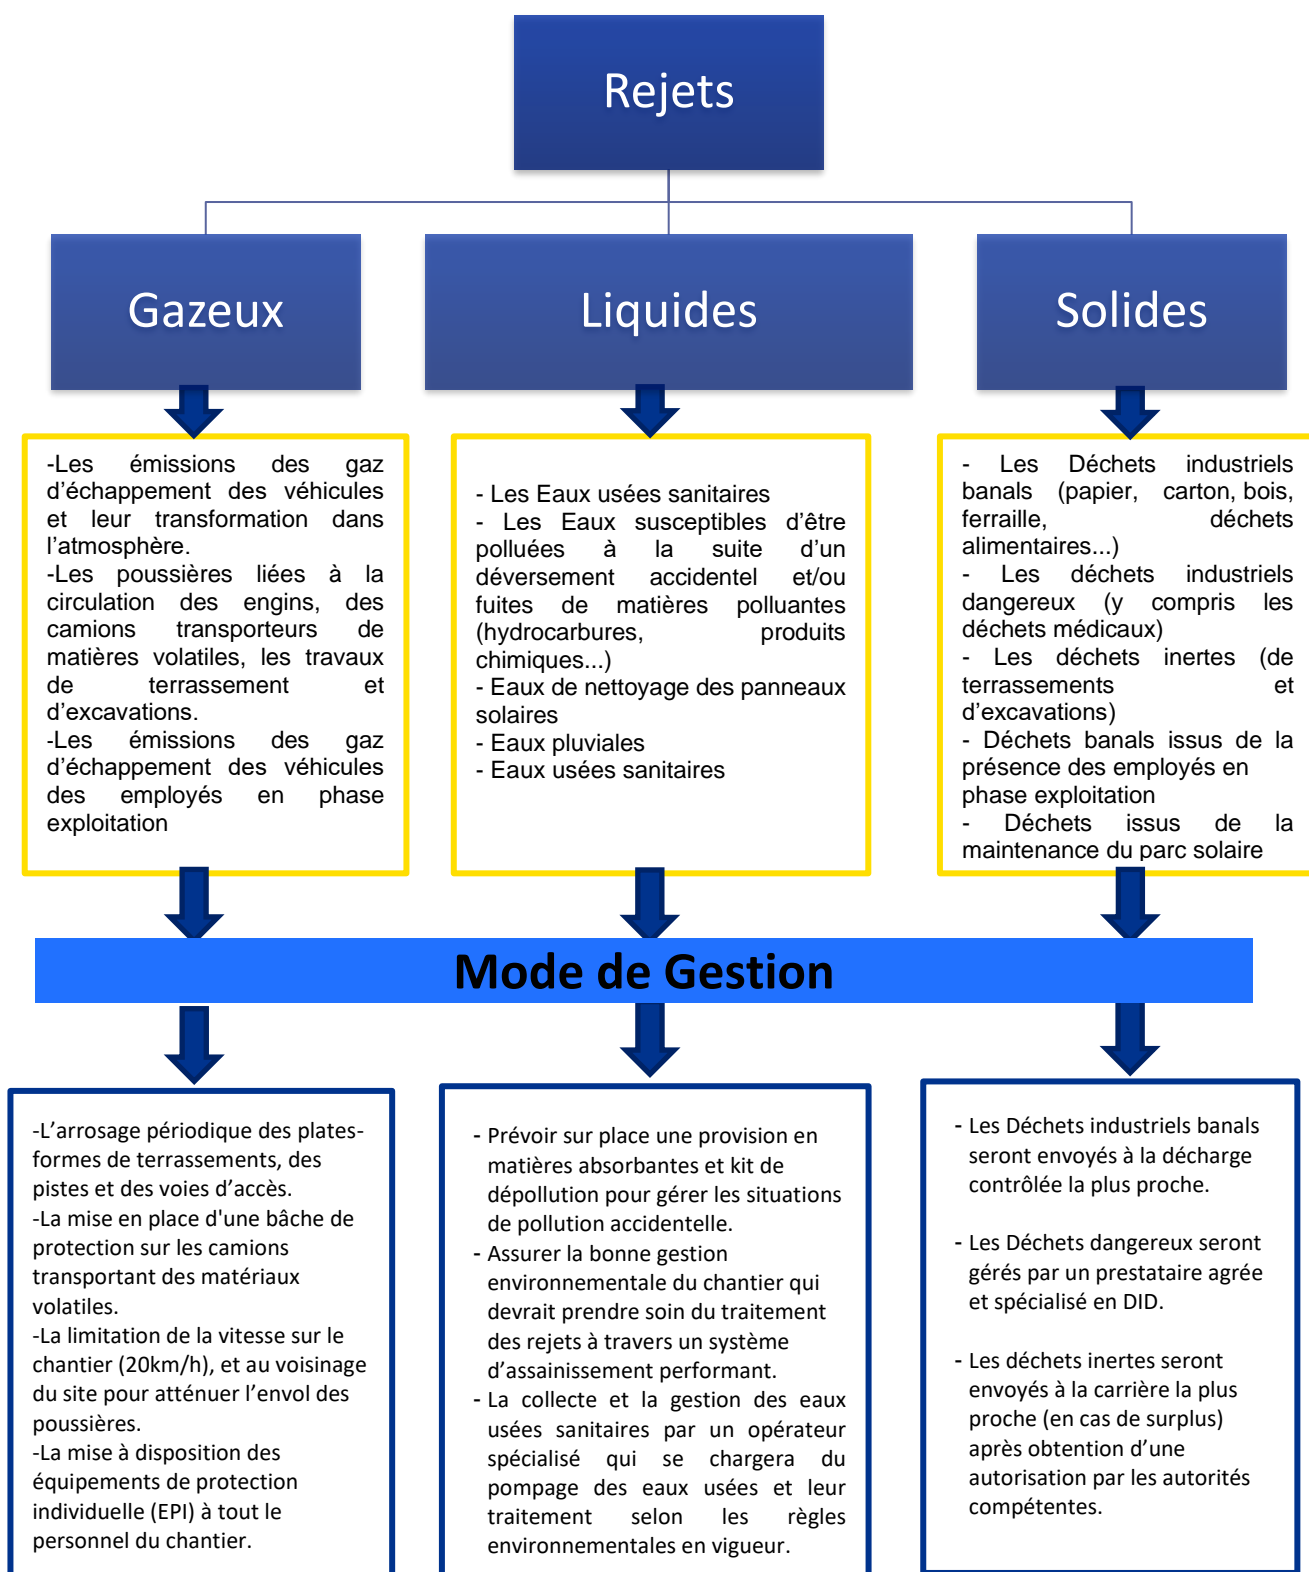 Rejets
Gazeux
Liquides
Solides
-Les émissions des gaz
d’échappement des véhicules
et leur transformation dans
l’atmosphère.
-Les poussières liées à la
circulation des engins, des
camions transporteurs de
matières volatiles, les travaux
de terrassement et
d’excavations.
-Les émissions des gaz
d’échappement des véhicules
des employés en phase
exploitation
- Les Eaux usées sanitaires
- Les Eaux susceptibles d’être
polluées à la suite d’un
déversement accidentel et/ou
fuites de matières polluantes
(hydrocarbures, produits
chimiques...)
- Eaux de nettoyage des panneaux
solaires
- Eaux pluviales
- Eaux usées sanitaires
- Les Déchets industriels
banals (papier, carton, bois,
ferraille, déchets
alimentaires...)
- Les déchets industriels
dangereux (y compris les
déchets médicaux)
- Les déchets inertes (de
terrassements et
d’excavations)
- Déchets banals issus de la
présence des employés en
phase exploitation
- Déchets issus de la
maintenance du parc solaire
Mode de Gestion
-L’arrosage périodique des plates-
formes de terrassements, des
pistes et des voies d’accès.
-La mise en place d'une bâche de
protection sur les camions
transportant des matériaux
volatiles.
-La limitation de la vitesse sur le
chantier (20km/h), et au voisinage
du site pour atténuer l’envol des
poussières.
-La mise à disposition des
équipements de protection
individuelle (EPI) à tout le
personnel du chantier.
- Prévoir sur place une provision en
matières absorbantes et kit de
dépollution pour gérer les situations
de pollution accidentelle.
- Assurer la bonne gestion
environnementale du chantier qui
devrait prendre soin du traitement
des rejets à travers un système
d’assainissement performant.
- La collecte et la gestion des eaux
usées sanitaires par un opérateur
spécialisé qui se chargera du
pompage des eaux usées et leur
traitement selon les règles
environnementales en vigueur.
- Les Déchets industriels banals
seront envoyés à la décharge
contrôlée la plus proche.
- Les Déchets dangereux seront
gérés par un prestataire agrée
et spécialisé en DID.
- Les déchets inertes seront
envoyés à la carrière la plus
proche (en cas de surplus)
après obtention d’une
autorisation par les autorités
compétentes.